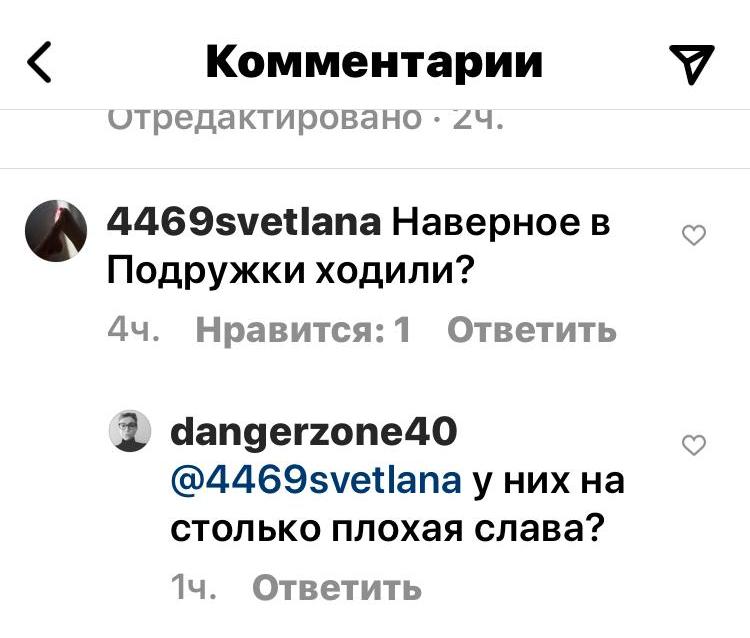 Комментарии
Отредактировано · 2ч.
4469svetlana Наверное в
Подружки ходили?
4ч. Нравится: 1 Ответить
dangerzone40
@4469svetlana у них на
столько плохая слава?
1ч. Ответить